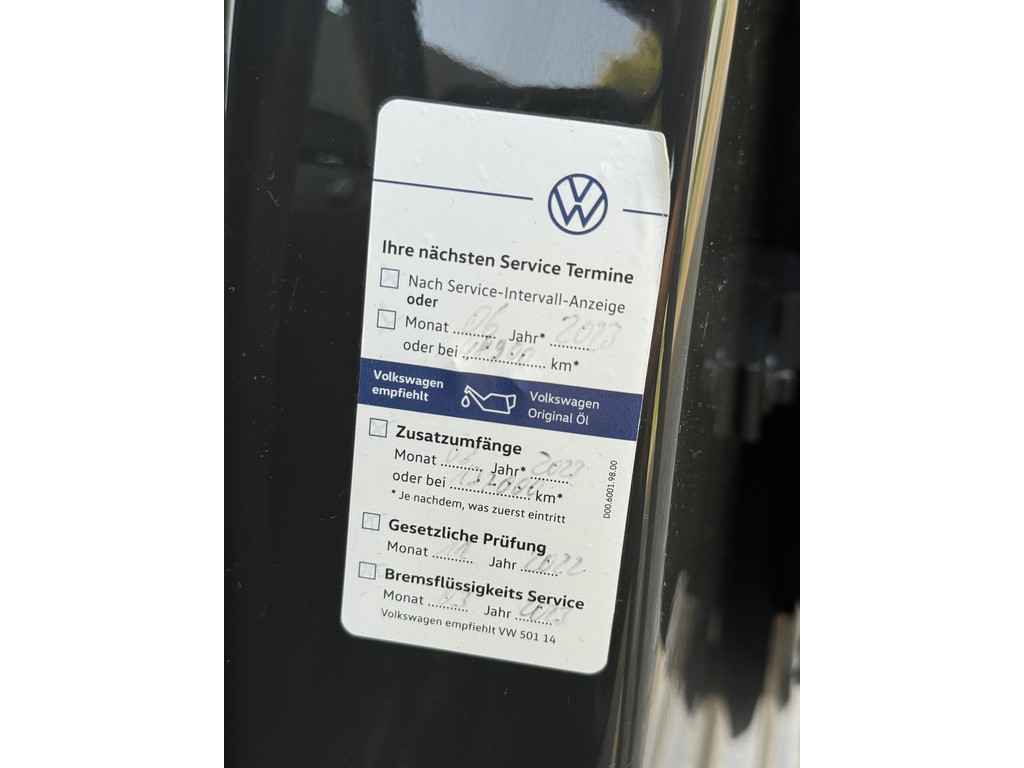 Ihre nächsten Service Termine
Nach Service-Intervall-Anzeige
oder
Monat 06 Jahr* 2023
oder bei km*
Volkswagen empfiehlt
Volkswagen Original Öl
Zusatzumfänge
Monat Jahr* 2023
oder bei km*
* Je nachdem, was zuerst eintritt
Gesetzliche Prüfung
Monat 11 Jahr 2022
Bremsflüssigkeits Service
Monat Jahr 2023
Volkswagen empfiehlt VW 501 14
D00.6001.98.00